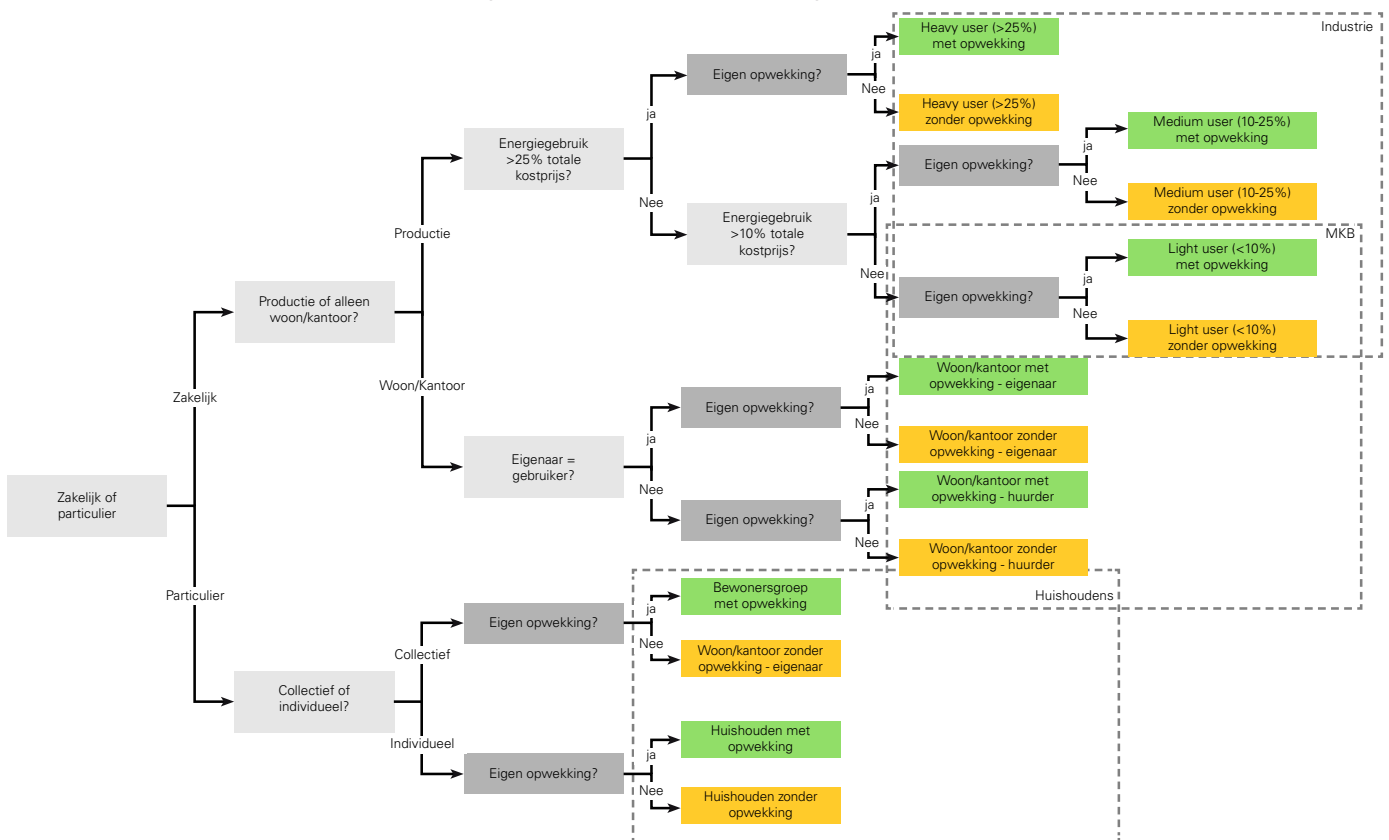 Heavy user (>25%)
met opwekking
Industrie
ja
Eigen opwekking?
Nee
Heavy user (>25%)
zonder opwekking
ja
Medium user (10-25%)
met opwekking
Energiegebruik
>25% totale
kostprijs?
ja
Eigen opwekking?
Nee
Medium user (10-25%)
zonder opwekking
Nee
ja
Energiegebruik
>10% totale
kostprijs?
Productie
MKB
Light user (<10%)
met opwekking
Nee
ja
Eigen opwekking?
Nee
Productie of alleen
woon/kantoor?
Light user (<10%)
zonder opwekking
Woon/kantoor met
opwekking - eigenaar
Woon/Kantoor
ja
Zakelijk
Eigen opwekking?
Nee
Woon/kantoor zonder
opwekking - eigenaar
ja
Eigenaar =
gebruiker?
Nee
Woon/kantoor met
opwekking - huurder
ja
Zakelijk of
particulier
Eigen opwekking?
Nee
Woon/kantoor zonder
opwekking - huurder
Particulier
Bewonersgroep
met opwekking
Huishoudens
ja
Eigen opwekking?
Nee
Collectief
Woon/kantoor zonder
opwekking - eigenaar
Collectief of
individueel?
Individueel
Huishouden met
opwekking
ja
Eigen opwekking?
Nee
Huishouden zonder
opwekking